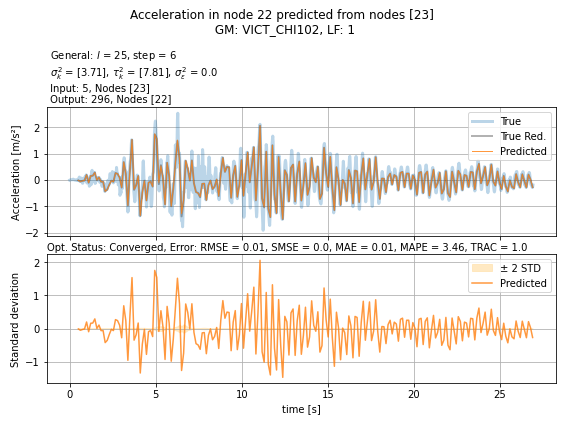 Acceleration in node 22 predicted from nodes [23]
GM: VICT_CHI102, LF: 1
General: l = 25, step = 6
σ²ₖ = [3.71], τ²ₖ = [7.81], σ²ε = 0.0
Input: 5, Nodes [23]
Output: 296, Nodes [22]
True
True Red.
Predicted
Acceleration [m/s²]
2
1
0
−1
−2
Opt. Status: Converged, Error: RMSE = 0.01, SMSE = 0.0, MAE = 0.01, MAPE = 3.46, TRAC = 1.0
± 2 STD
Predicted
Standard deviation
2
1
0
−1
0 5 10 15 20 25
time [s]